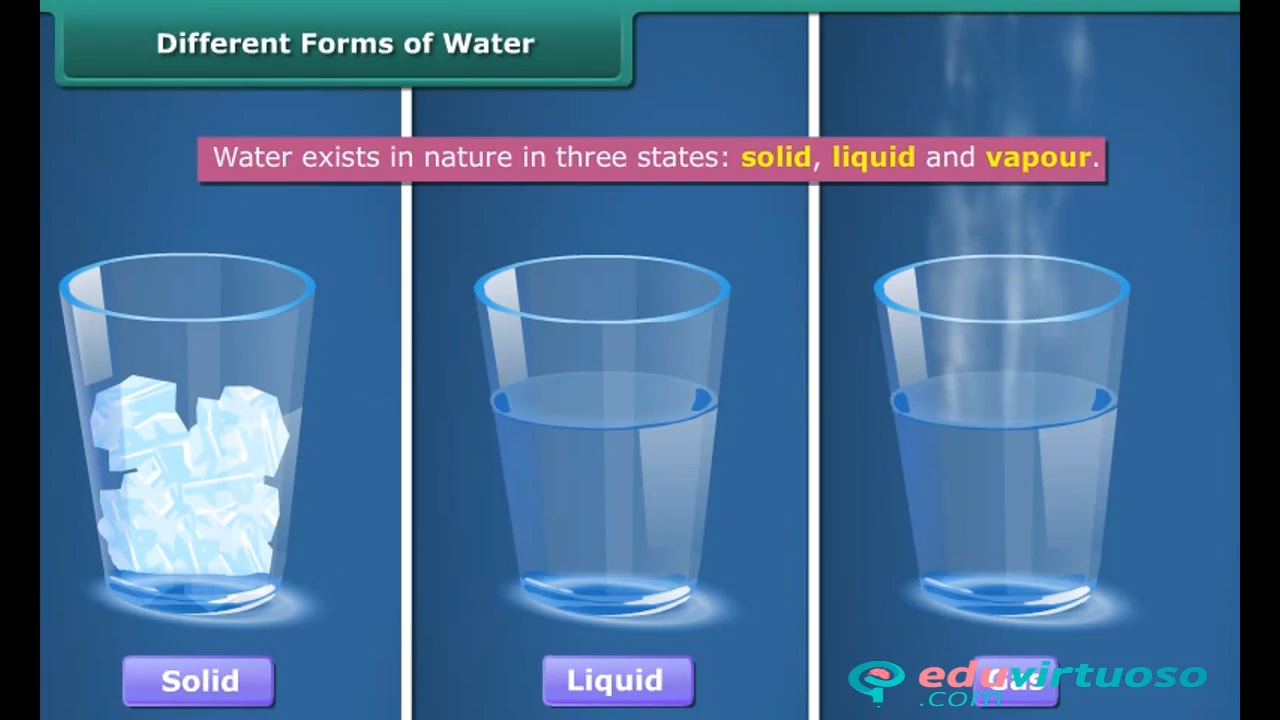 Different Forms of Water
Water exists in nature in three states: solid, liquid and vapour.
Solid
Liquid
Gas
eduvirtuoso
.com